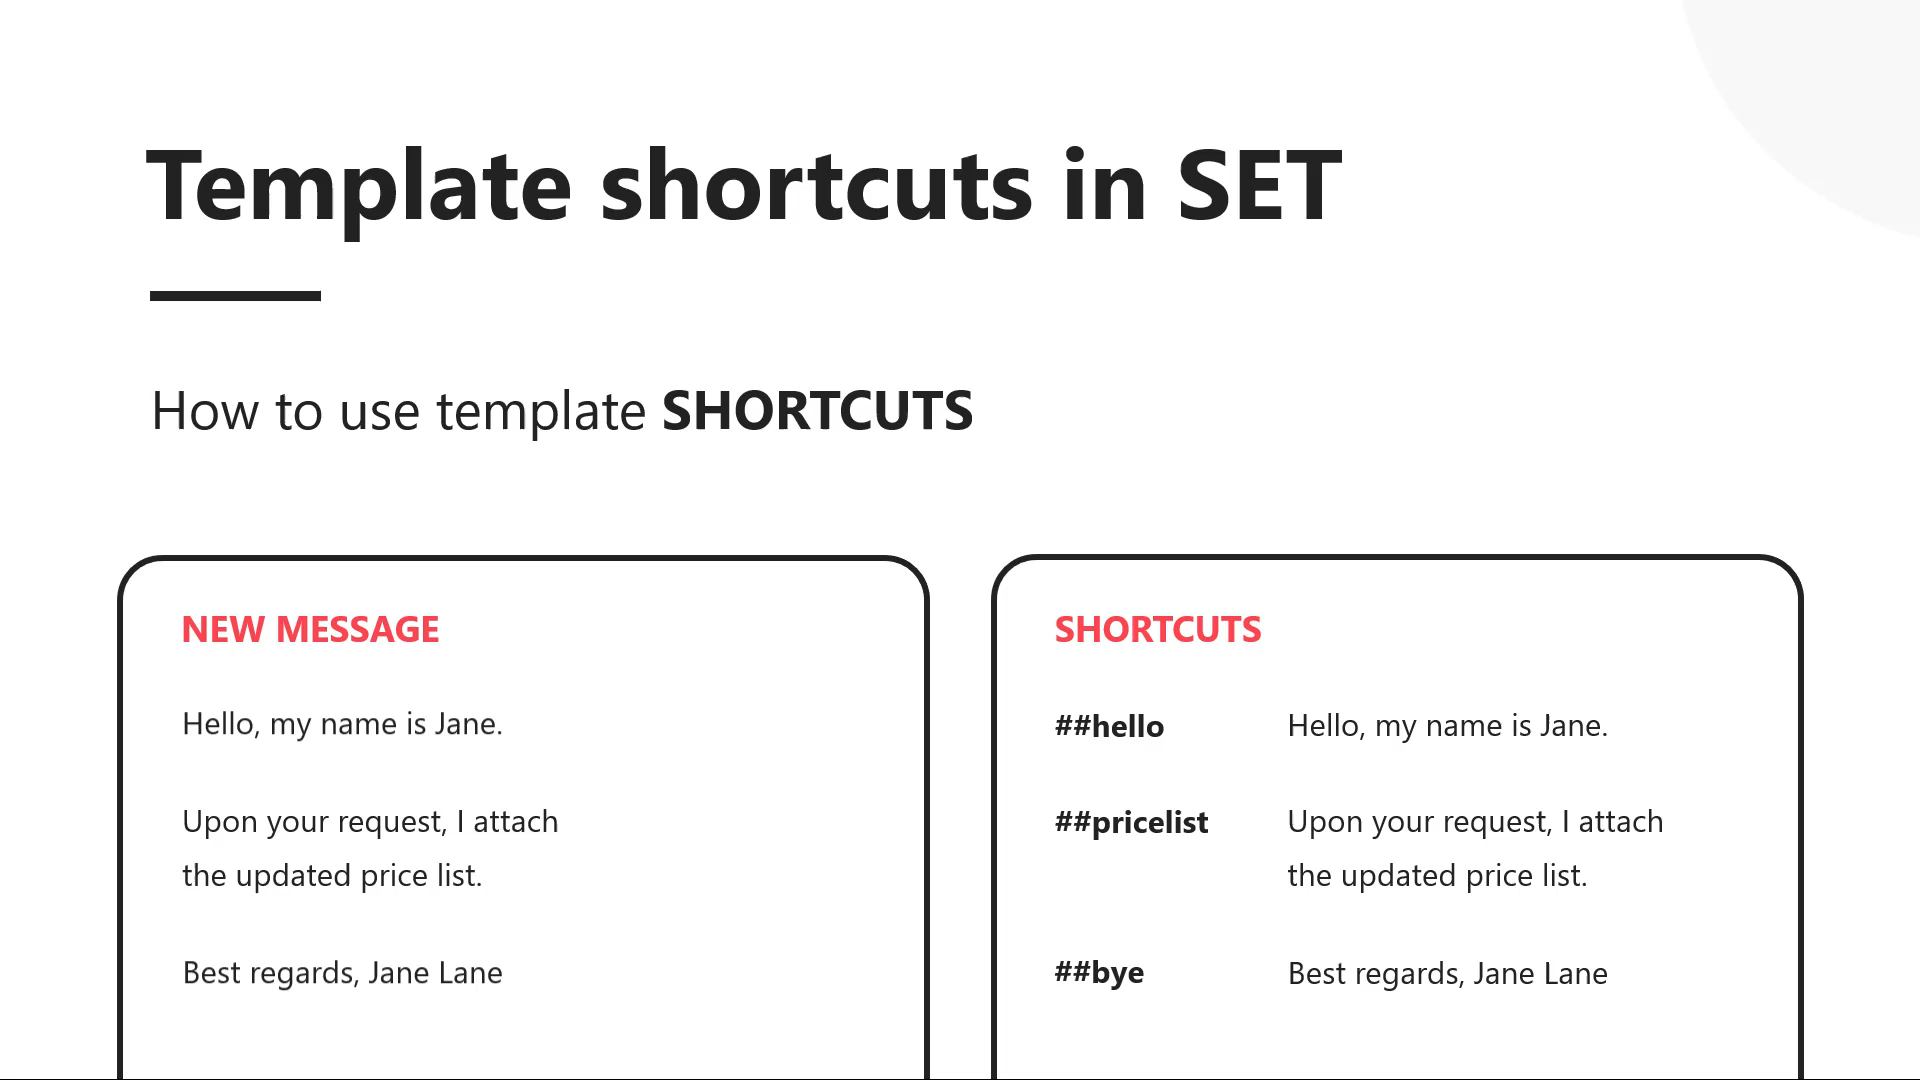 Template shortcuts in SET
How to use template SHORTCUTS
NEW MESSAGE
Hello, my name is Jane.
Upon your request, I attach
the updated price list.
Best regards, Jane Lane
SHORTCUTS
##hello Hello, my name is Jane.
##pricelist Upon your request, I attach
the updated price list.
##bye Best regards, Jane Lane